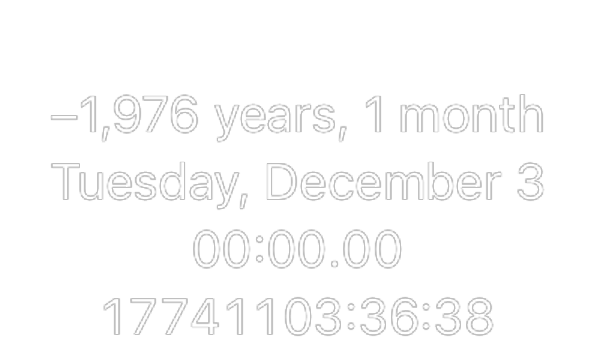 –1,976 years, 1 month
Tuesday, December 3
00:00.00
17741103:36:38